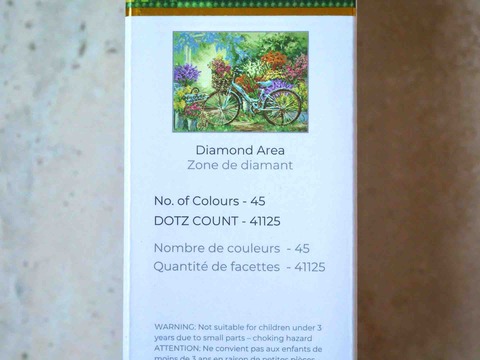 Diamond Area
Zone de diamant
No. of Colours - 45
DOTZ COUNT - 41125
Nombre de couleurs - 45
Quantité de facettes - 41125
WARNING: Not suitable for children under 3
years due to small parts – choking hazard
ATTENTION: Ne convient pas aux enfants de
moins de 3 ans en raison de petites pièces